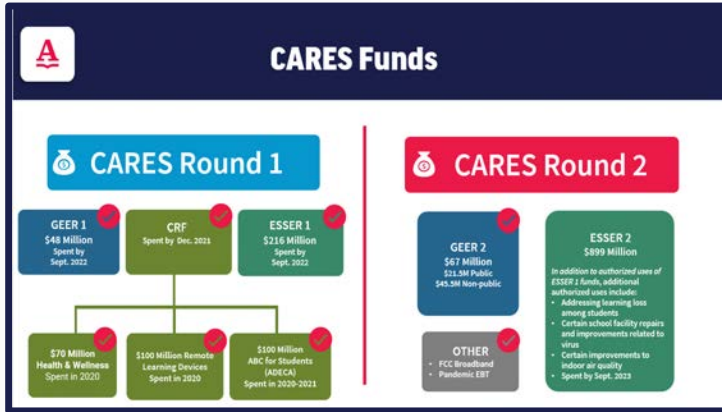 A
CARES Funds
CARES Round 1
GEER 1
$48 Million
Spent by
Sept. 2022
CRF
Spent by Dec. 2021
ESSER 1
$216 Million
Spent by
Sept. 2022
$70 Million
Health & Wellness
Spent in 2020
$100 Million Remote
Learning Devices
Spent in 2020
$100 Million
ABC for Students
(ADECA)
Spent in 2020-2021
CARES Round 2
GEER 2
$67 Million
$21.5M Public
$45.5M Non-public
OTHER
• FCC Broadband
• Pandemic EBT
ESSER 2
$899 Million
In addition to authorized uses of
ESSER 1 funds, additional
authorized uses include:
• Addressing learning loss
among students
• Certain school facility repairs
and improvements related to
virus
• Certain improvements to
indoor air quality
• Spent by Sept. 2023